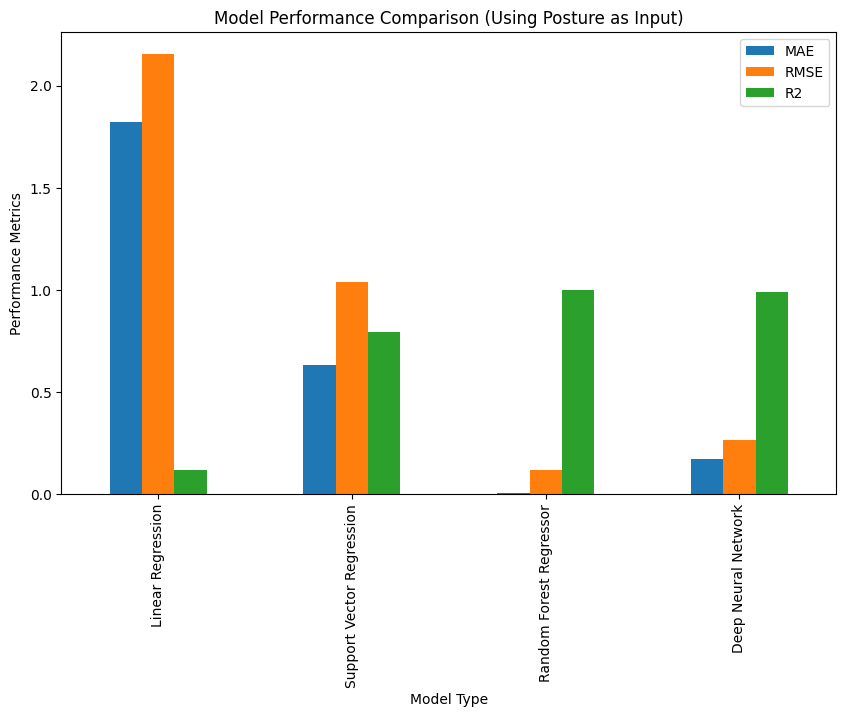 Model Performance Comparison (Using Posture as Input)
MAE
RMSE
R2
Performance Metrics
2.0
1.5
1.0
0.5
0.0
Linear Regression
Support Vector Regression
Random Forest Regressor
Deep Neural Network
Model Type